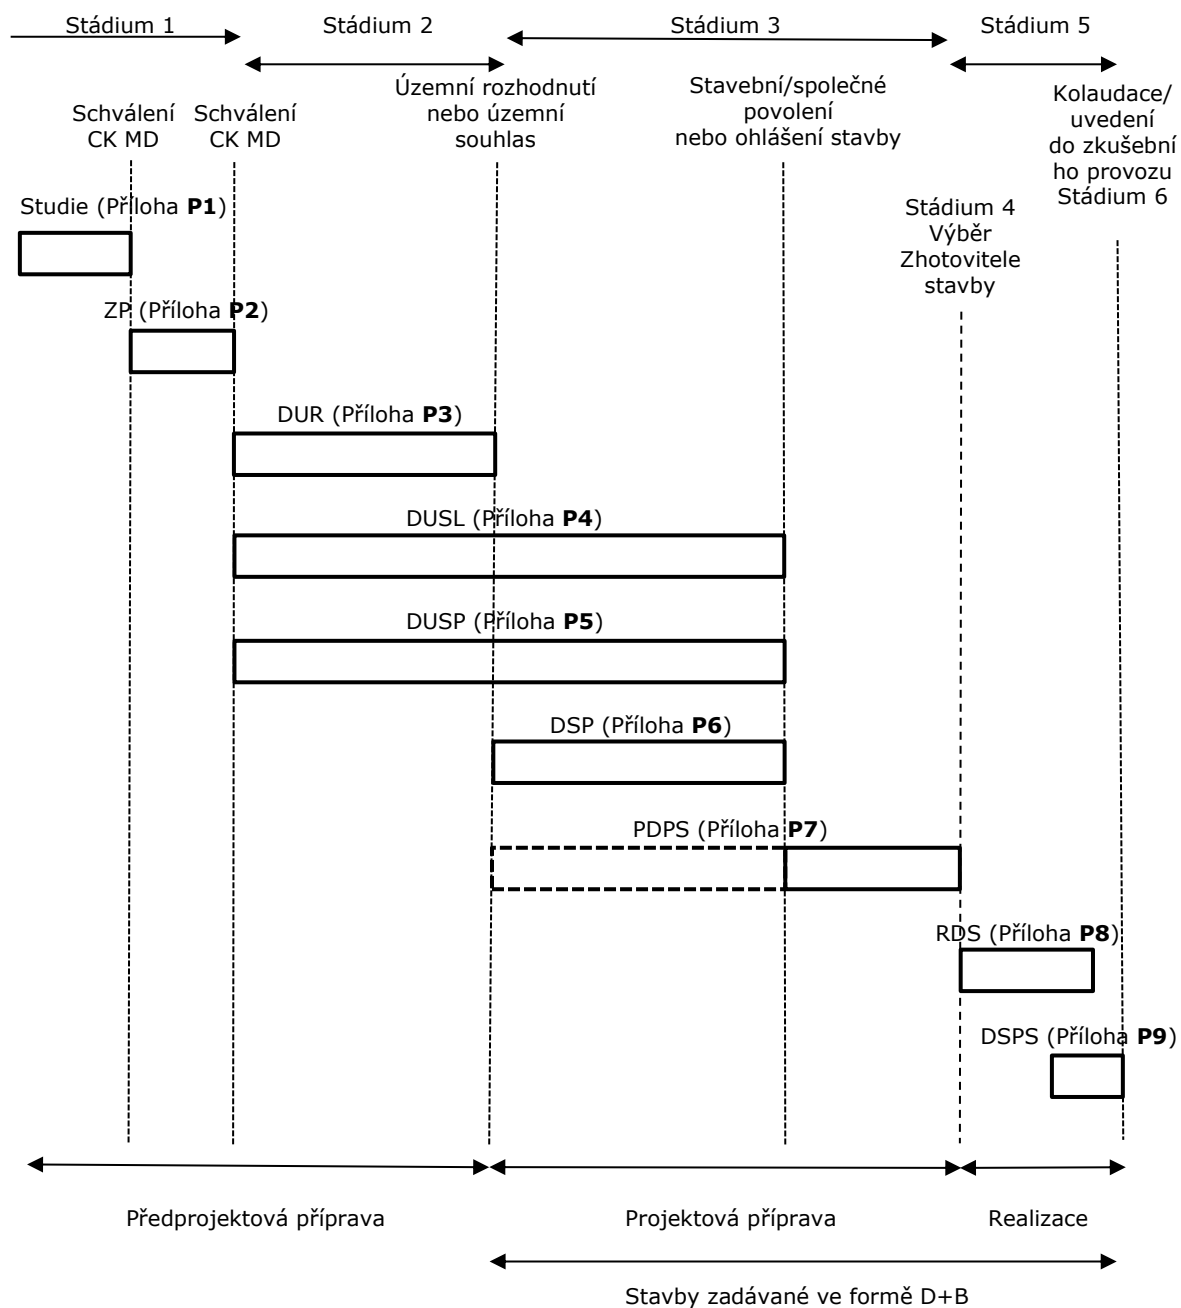 Stádium 1
Stádium 2
Stádium 3
Stádium 5
Schválení
CK MD
Schválení
CK MD
Územní rozhodnutí
nebo územní
souhlas
Stavební/společné
povolení
nebo ohlášení stavby
Kolaudace/
uvedení
do zkušební
ho provozu
Stádium 6
Stádium 4
Výběr
Zhotovitele
stavby
Studie (Příloha P1)
ZP (Příloha P2)
DUR (Příloha P3)
DUSL (Příloha P4)
DUSP (Příloha P5)
DSP (Příloha P6)
PDPS (Příloha P7)
RDS (Příloha P8)
DSPS (Příloha P9)
Předprojektová příprava
Projektová příprava
Realizace
Stavby zadávané ve formě D+B